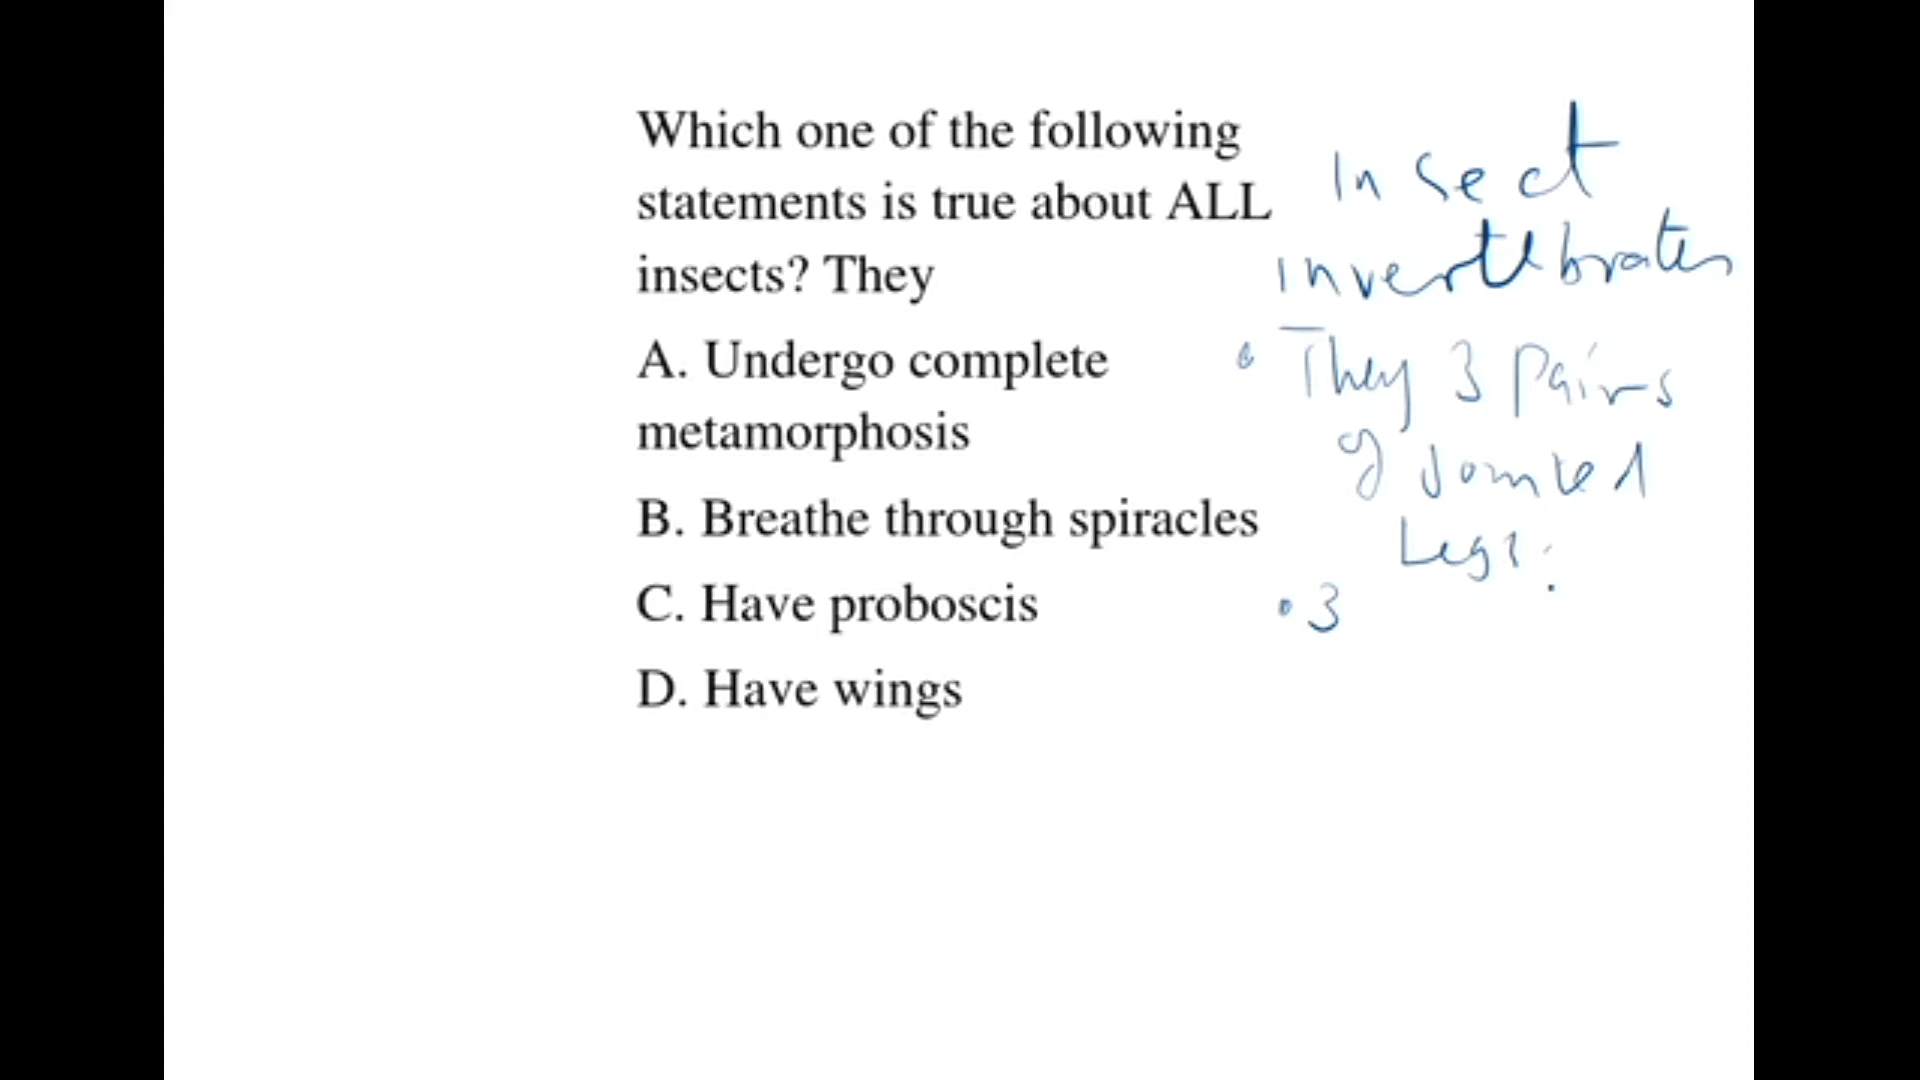 Which one of the following
statements is true about ALL
insects? They
A. Undergo complete
metamorphosis
B. Breathe through spiracles
C. Have proboscis
D. Have wings
Insect
invertebrates
• They 3 pairs
of
Legs.
• 3